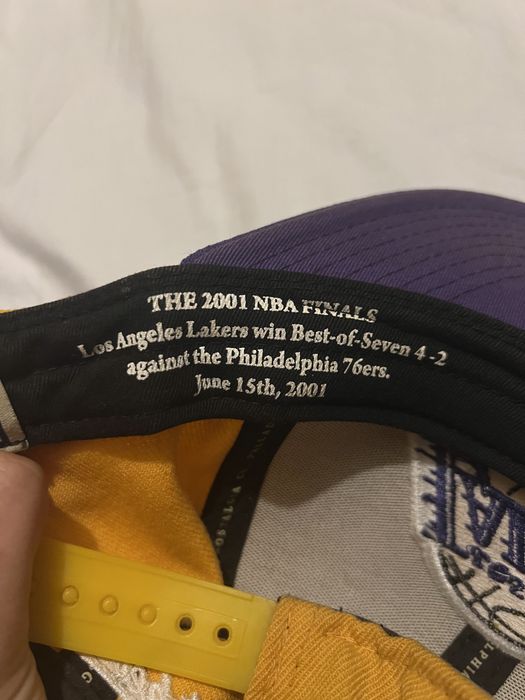 THE 2001 NBA FINALS
Los Angeles Lakers win Best-of-Seven 4-2
against the Philadelphia 76ers.
June 15th, 2001